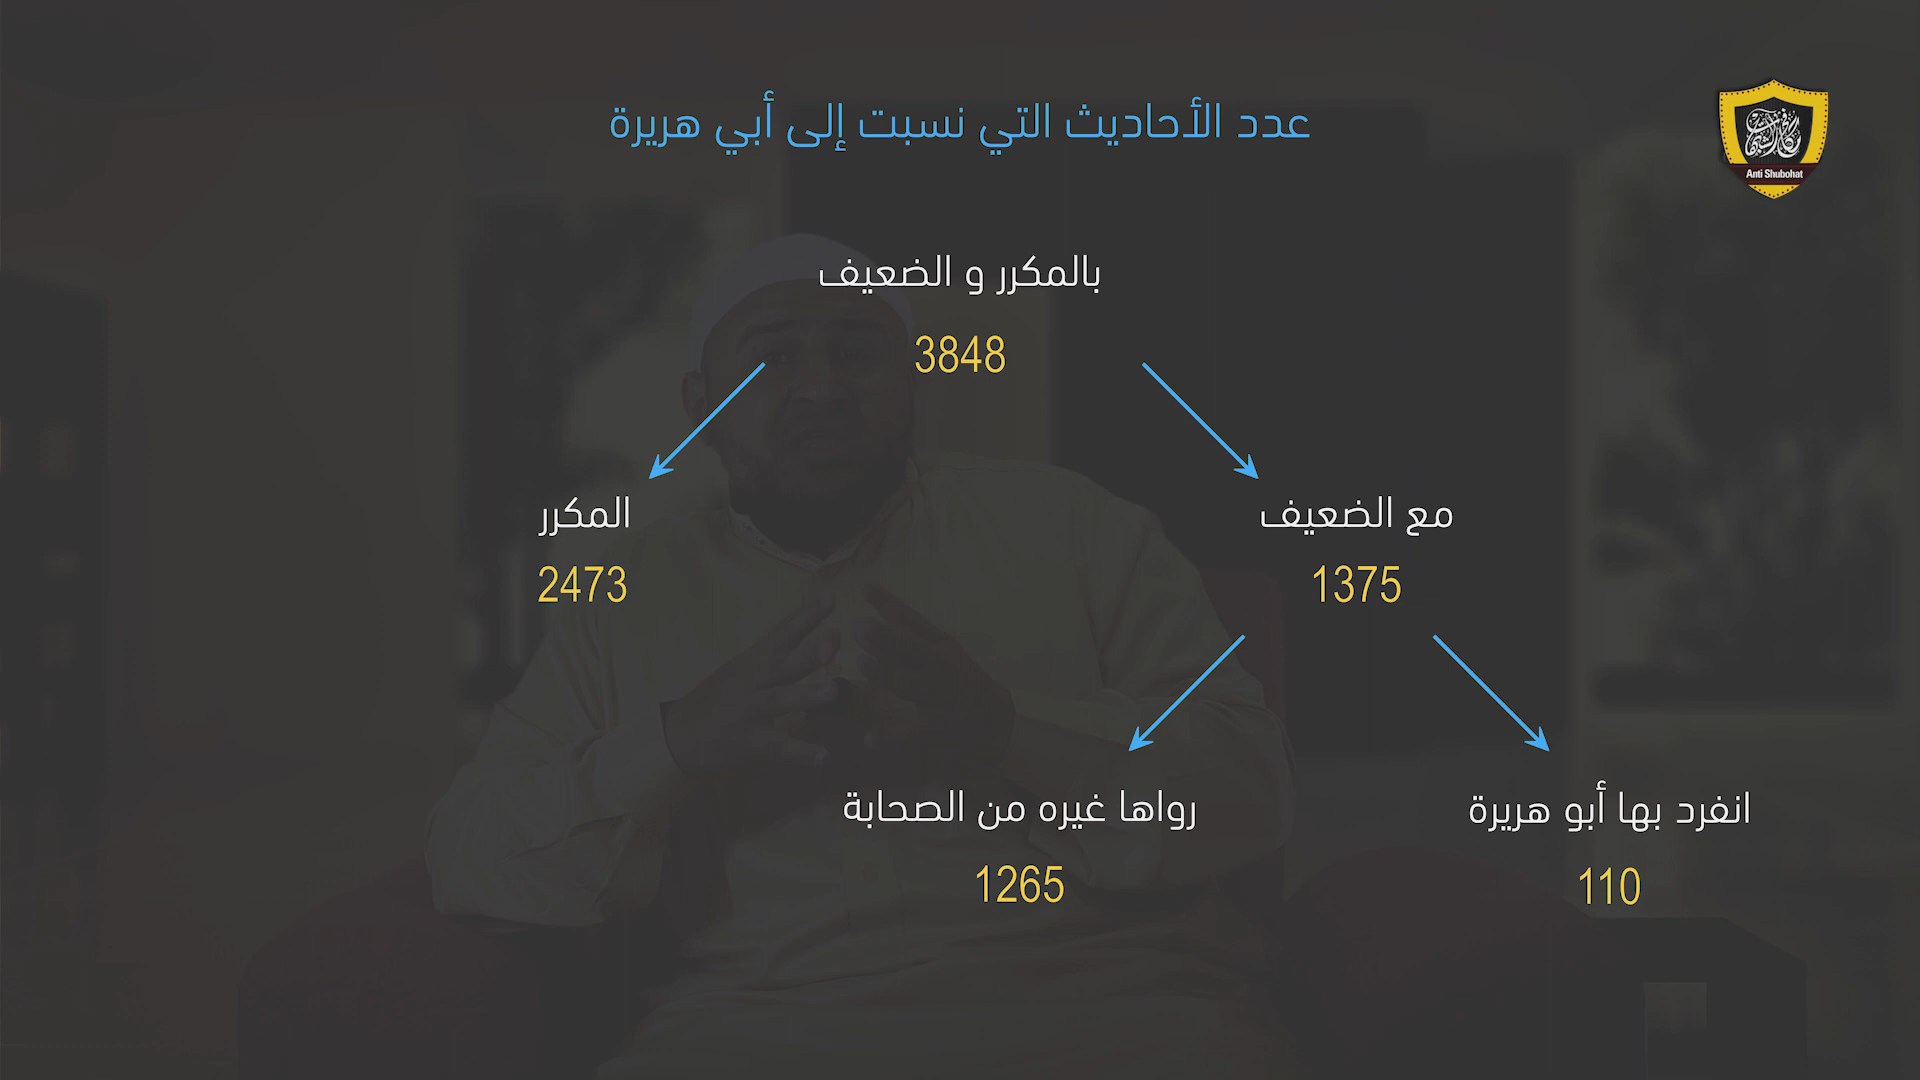 عدد الأحاديث التي نسبت إلى أبي هريرة
Anti Shubohat
بالمكرر و الضعيف
3848
مع الضعيف
المكرر
1375
2473
انفرد بها أبو هريرة
رواها غيره من الصحابة
110
1265